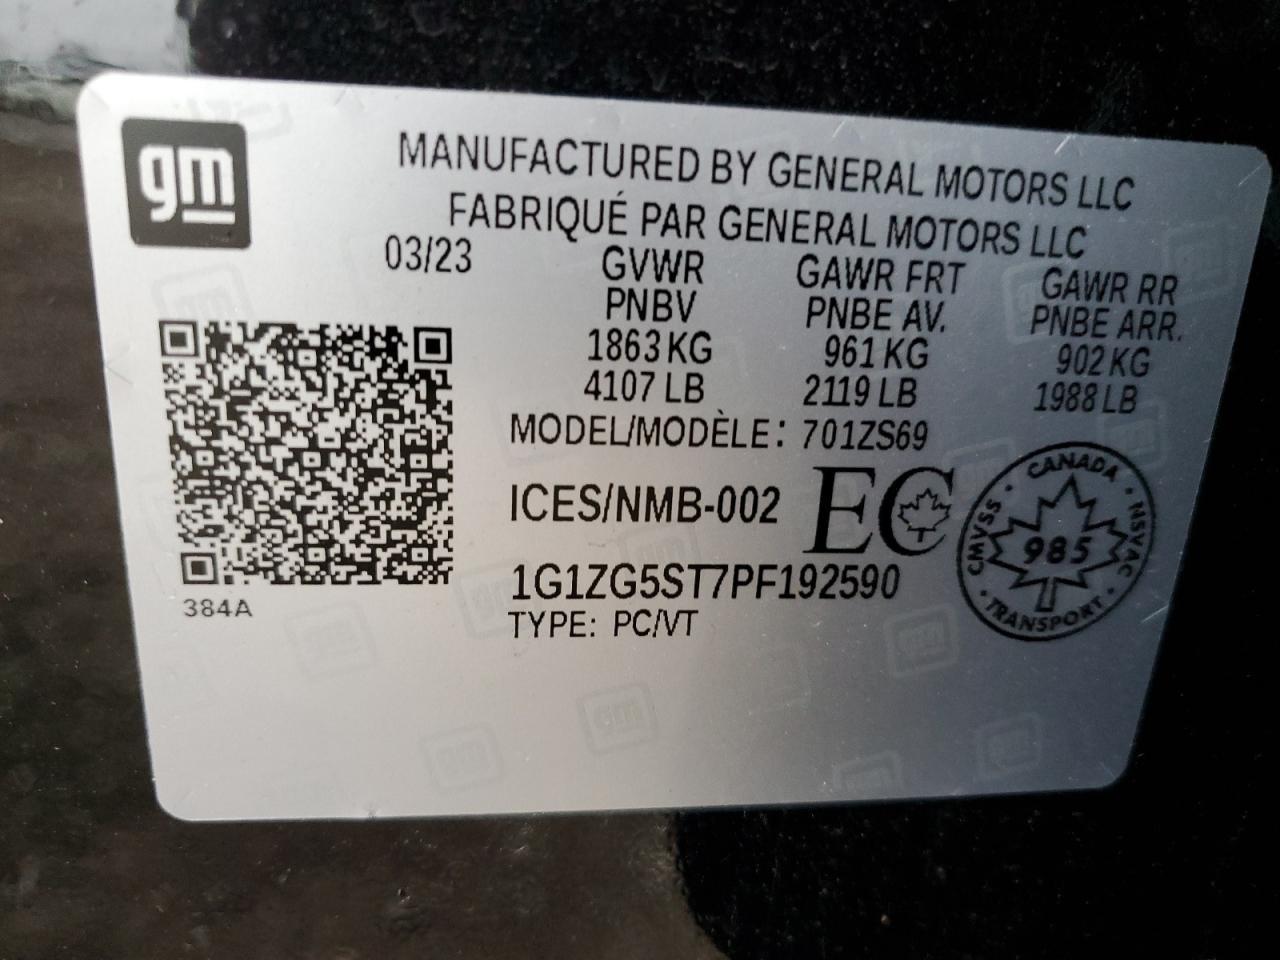 gm
MANUFACTURED BY GENERAL MOTORS LLC
FABRIQUÉ PAR GENERAL MOTORS LLC
03/23
GVWR GAWR FRT GAWR RR
PNBV PNBE AV. PNBE ARR.
1863 KG 961 KG 902 KG
4107 LB 2119 LB 1988 LB
MODEL/MODÈLE: 701ZS69
ICES/NMB-002 EC
CANADA
CMVSS · NSVAC
985
TRANSPORT
1G1ZG5ST7PF192590
384A
TYPE: PC/VT